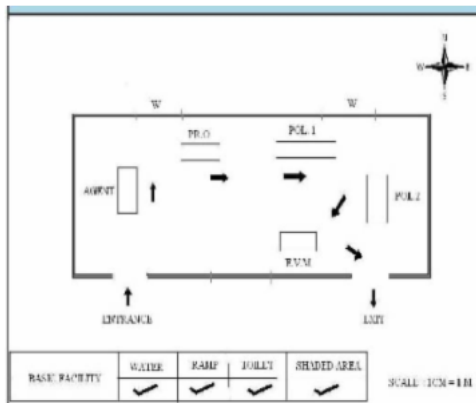 N
W E
S
W W
PR.O POL. 1
AGENT POL.2
E.V.M.
ENTRANCE EXIT
BASIC FACILITY WATER RAMP TOILET SHADED AREA
SCALE : 1CM = 1 M